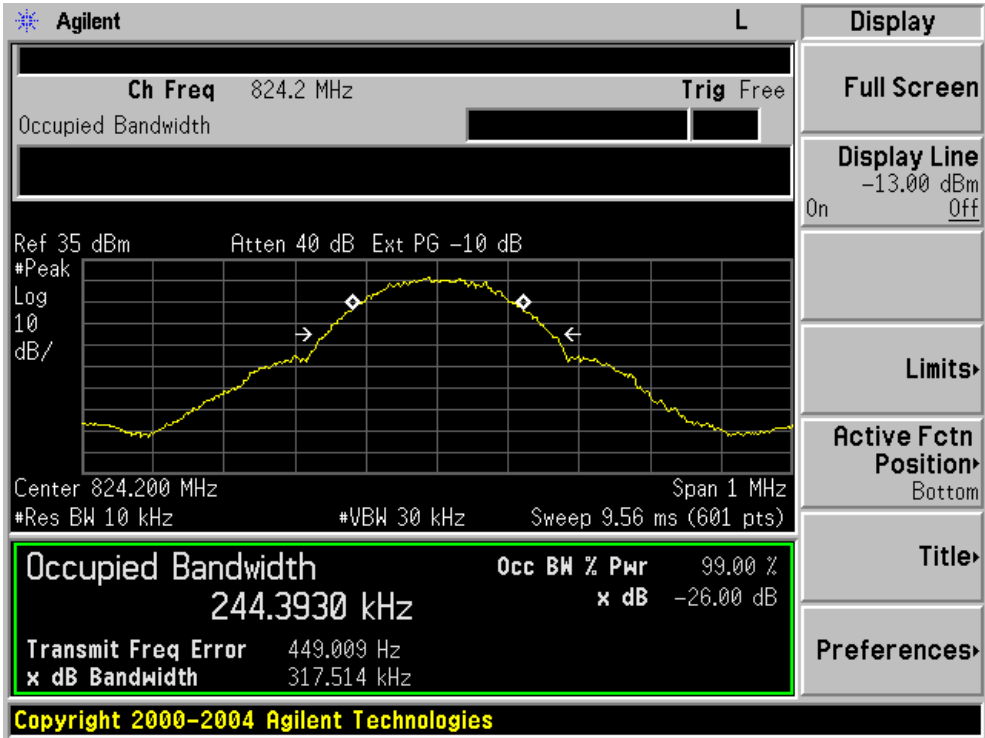 Agilent L Display
Ch Freq 824.2 MHz Trig Free
Occupied Bandwidth
Ref 35 dBm Atten 40 dB Ext PG -10 dB
#Peak
Log
10
dB/
Center 824.200 MHz Span 1 MHz
#Res BW 10 kHz #VBW 30 kHz Sweep 9.56 ms (601 pts)
Occupied Bandwidth
244.3930 kHz
Occ BW % Pwr 99.00 %
x dB -26.00 dB
Transmit Freq Error 449.009 Hz
x dB Bandwidth 317.514 kHz
Copyright 2000-2004 Agilent Technologies
Full Screen
Display Line
-13.00 dBm
On Off
Limits
Active Fctn
Position
Bottom
Title
Preferences